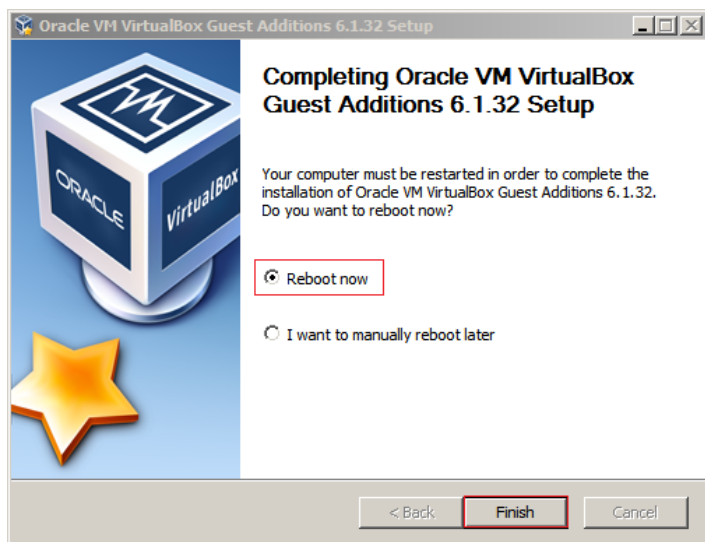 Oracle VM VirtualBox Guest Additions 6.1.32 Setup
VM
ORACLE
VirtualBox
Completing Oracle VM VirtualBox
Guest Additions 6.1.32 Setup
Your computer must be restarted in order to complete the
installation of Oracle VM VirtualBox Guest Additions 6.1.32.
Do you want to reboot now?
Reboot now
I want to manually reboot later
< Back
Finish
Cancel